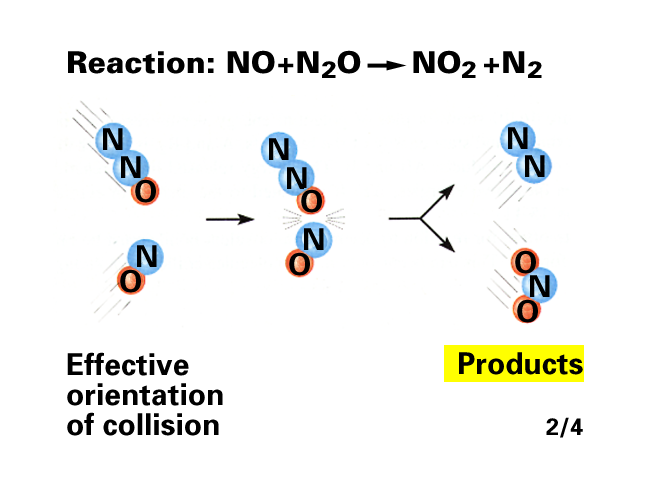 Reaction: NO+N₂O → NO₂ +N₂
N
N
O
N
O
N
N
O
N
O
N
N
O
N
O
Effective
orientation
of collision
Products
2/4